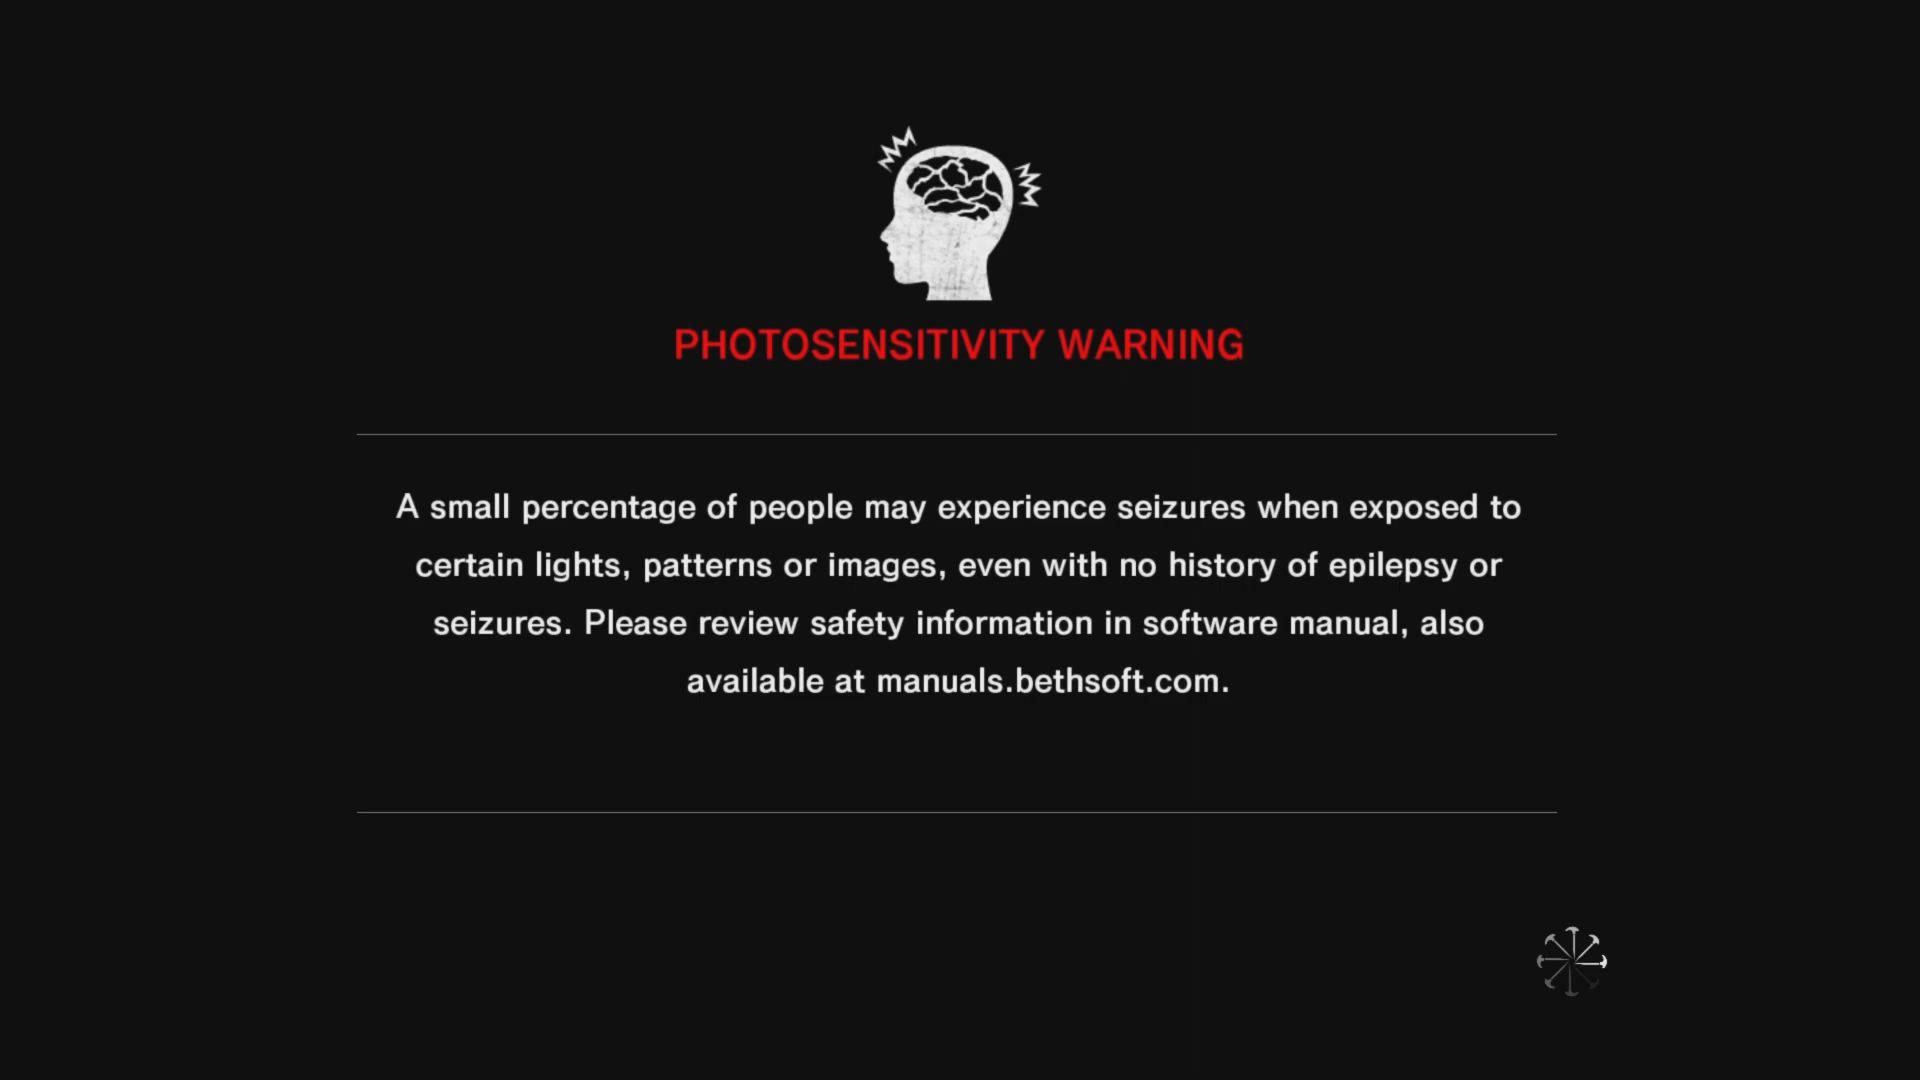 PHOTOSENSITIVITY WARNING
A small percentage of people may experience seizures when exposed to
certain lights, patterns or images, even with no history of epilepsy or
seizures. Please review safety information in software manual, also
available at manuals.bethsoft.com.